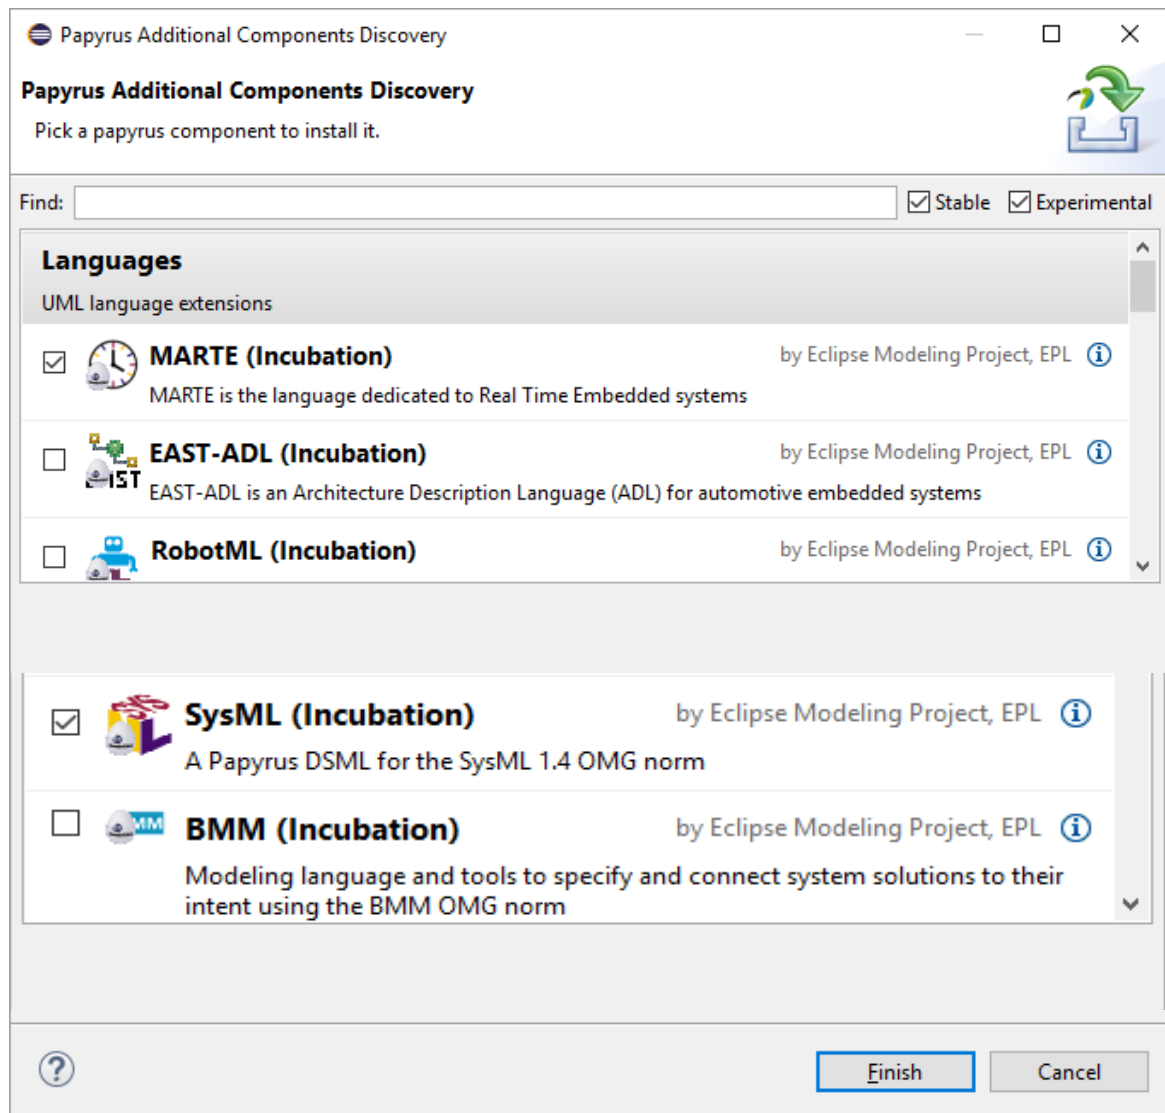 Papyrus Additional Components Discovery
Papyrus Additional Components Discovery
Pick a papyrus component to install it.
Find:
Stable
Experimental
Languages
UML language extensions
MARTE (Incubation)
by Eclipse Modeling Project, EPL
MARTE is the language dedicated to Real Time Embedded systems
EAST-ADL (Incubation)
by Eclipse Modeling Project, EPL
IST
EAST-ADL is an Architecture Description Language (ADL) for automotive embedded systems
RobotML (Incubation)
by Eclipse Modeling Project, EPL
SysML (Incubation)
by Eclipse Modeling Project, EPL
A Papyrus DSML for the SysML 1.4 OMG norm
MM
BMM (Incubation)
by Eclipse Modeling Project, EPL
Modeling language and tools to specify and connect system solutions to their
intent using the BMM OMG norm
Finish
Cancel